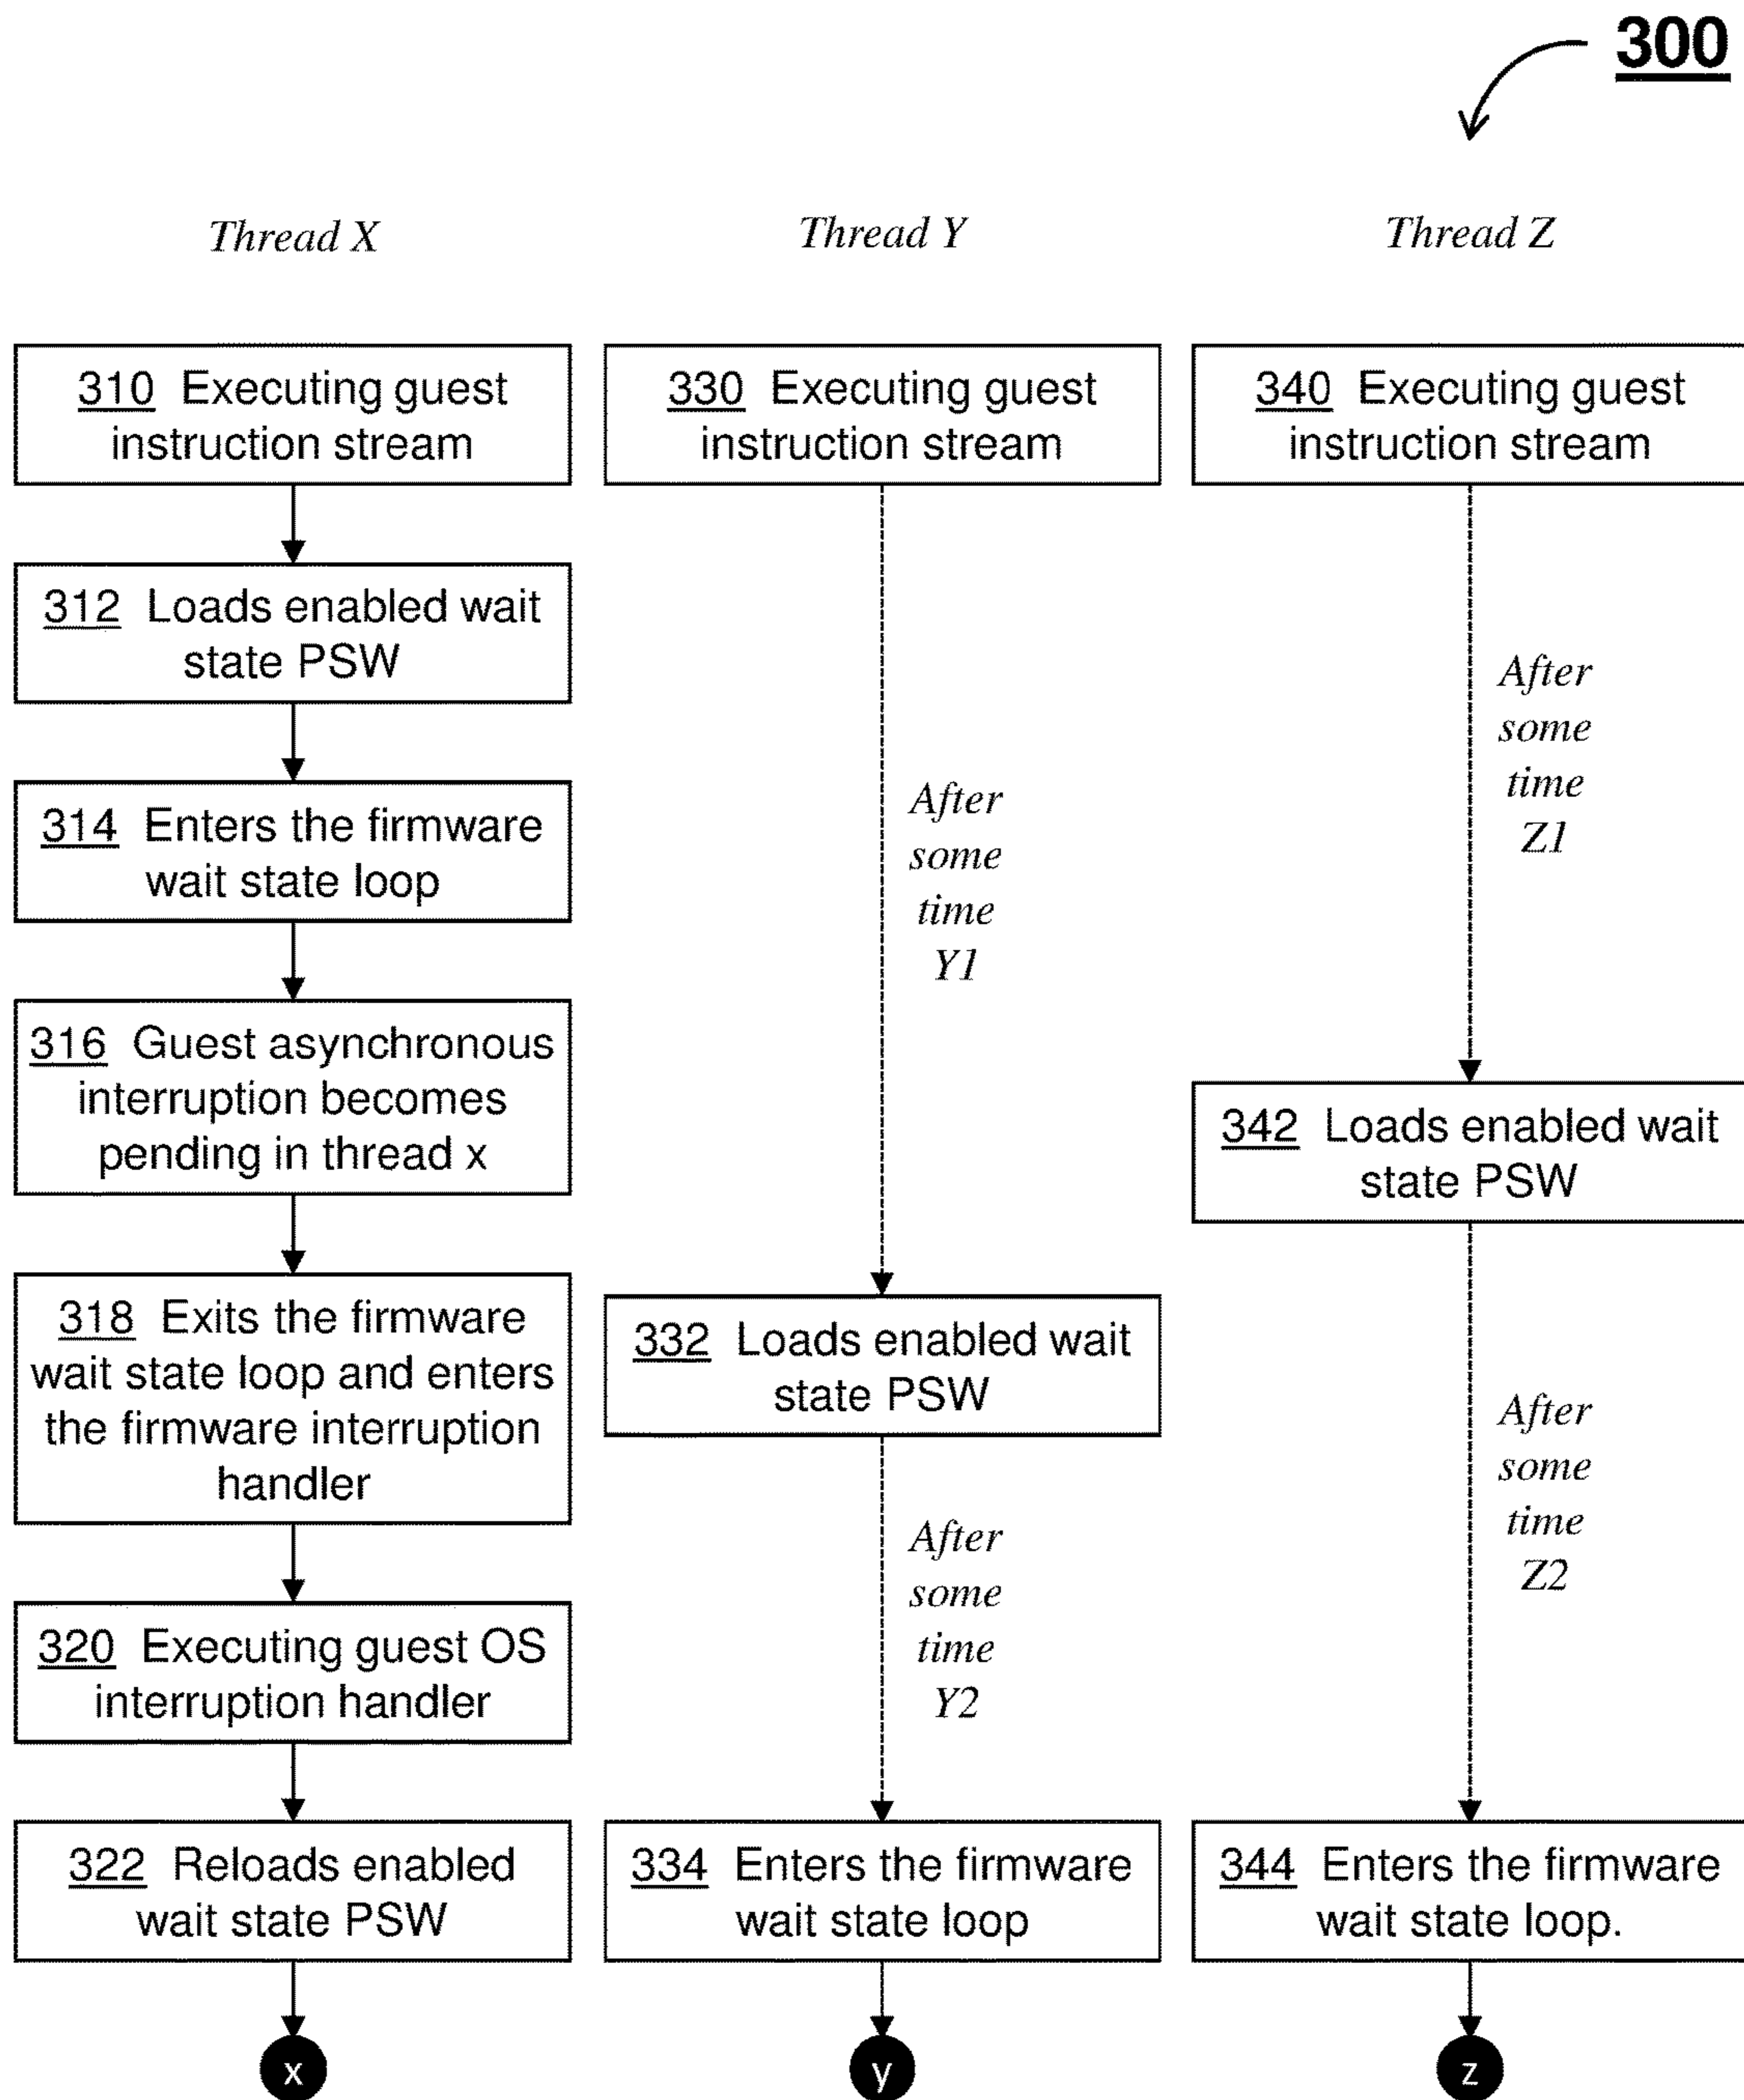 300
Thread X
Thread Y
Thread Z
310 Executing guest
instruction stream
330 Executing guest
instruction stream
340 Executing guest
instruction stream
312 Loads enabled wait
state PSW
314 Enters the firmware
wait state loop
316 Guest asynchronous
interruption becomes
pending in thread x
318 Exits the firmware
wait state loop and enters
the firmware interruption
handler
320 Executing guest OS
interruption handler
322 Reloads enabled
wait state PSW
x
After
some
time
Y1
332 Loads enabled wait
state PSW
After
some
time
Y2
334 Enters the firmware
wait state loop
y
After
some
time
Z1
342 Loads enabled wait
state PSW
After
some
time
Z2
344 Enters the firmware
wait state loop.
z